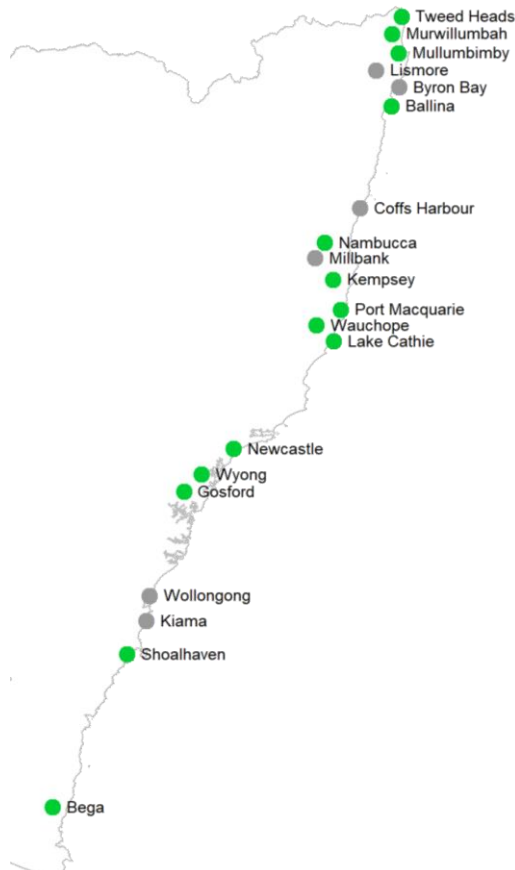 Tweed Heads
Murwillumbah
Mullumbimby
Lismore
Byron Bay
Ballina
Coffs Harbour
Nambucca
Millbank
Kempsey
Port Macquarie
Wauchope
Lake Cathie
Newcastle
Wyong
Gosford
Wollongong
Kiama
Shoalhaven
Bega